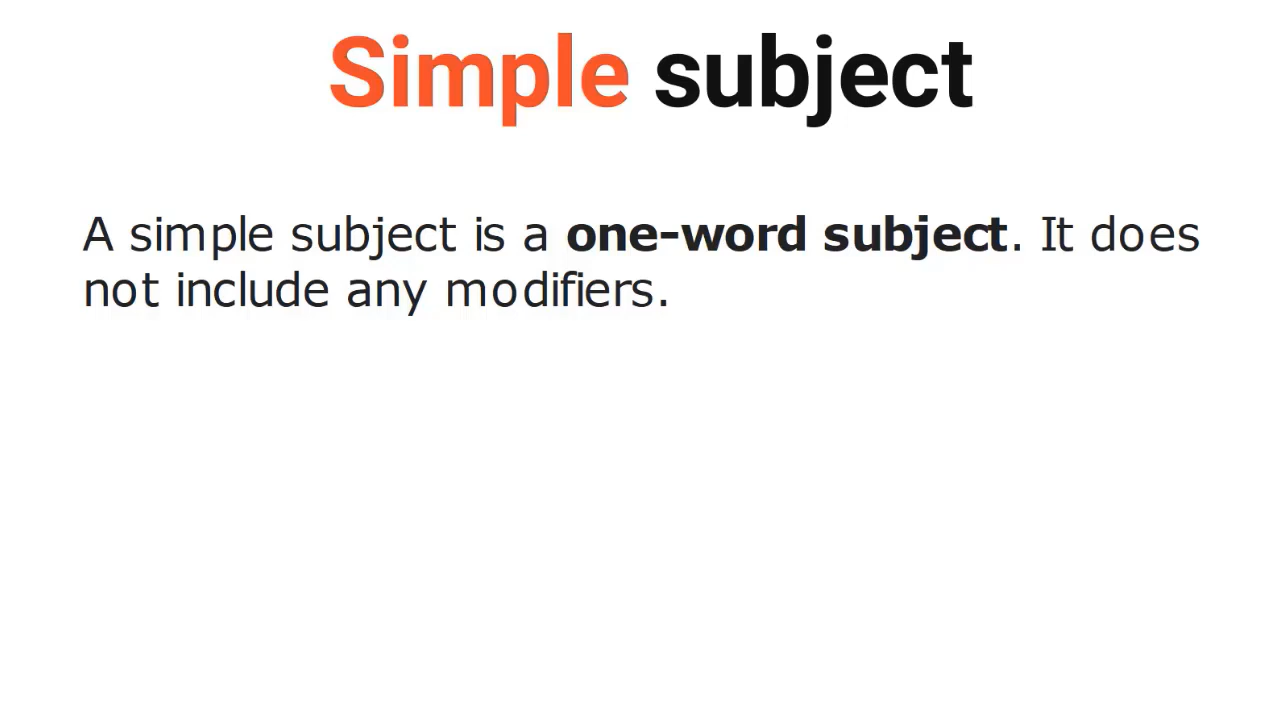 Simple subject
A simple subject is a one-word subject. It does
not include any modifiers.